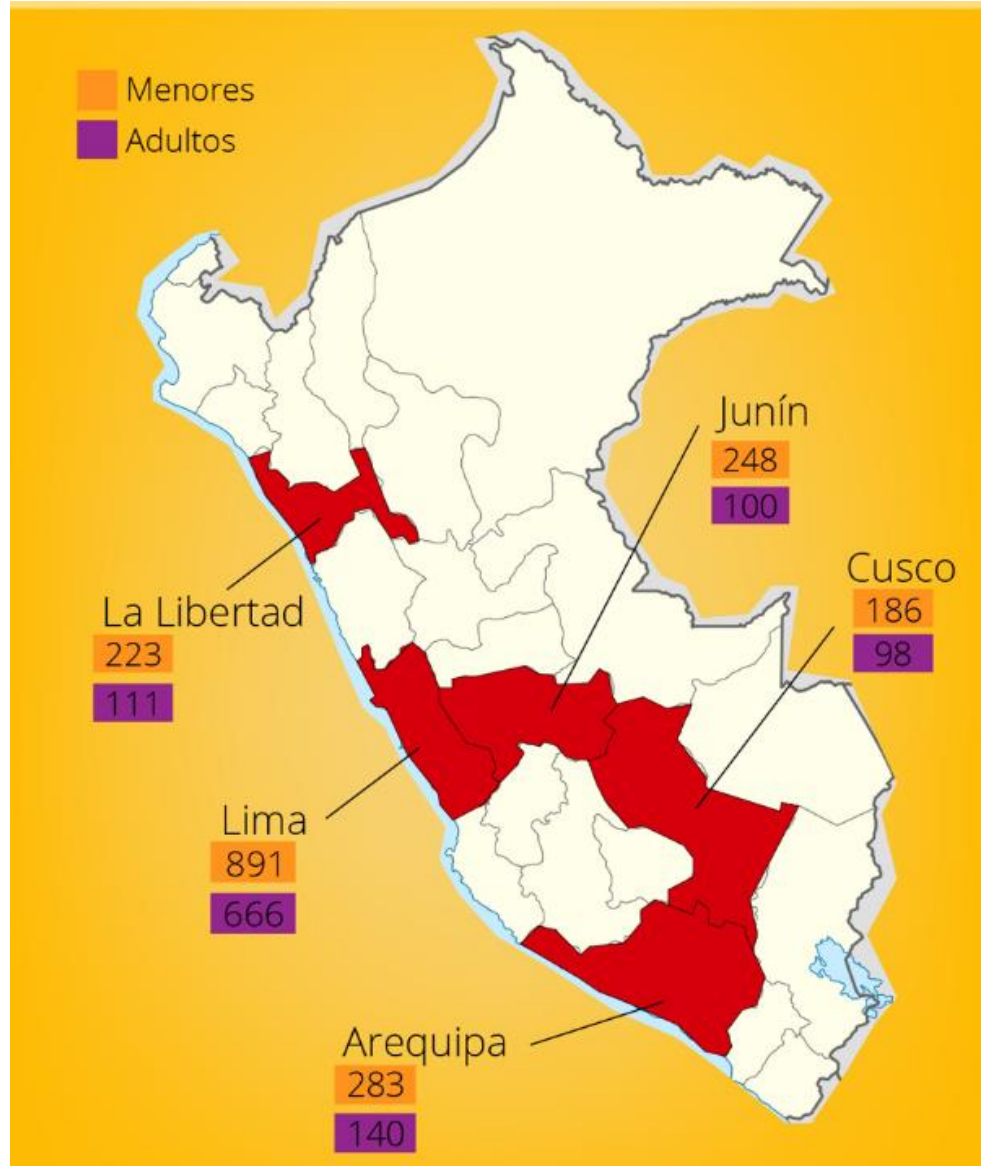 Menores
Adultos
Junín
248
100
Cusco
186
98
La Libertad
223
111
Lima
891
666
Arequipa
283
140